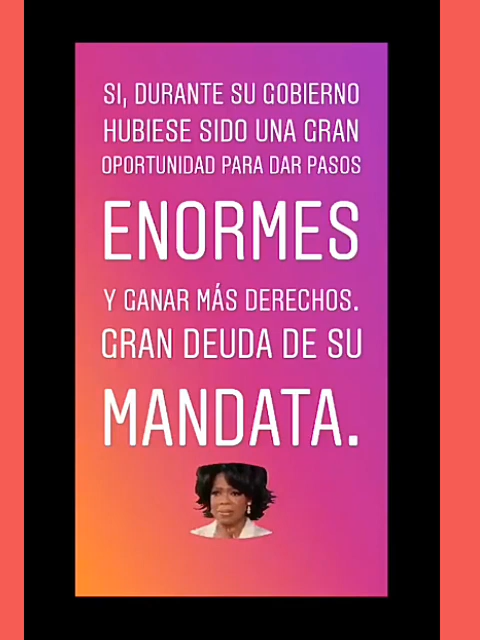 SI, DURANTE SU GOBIERNO
HUBIESE SIDO UNA GRAN
OPORTUNIDAD PARA DAR PASOS
ENORMES
Y GANAR MÁS DERECHOS.
GRAN DEUDA DE SU
MANDATA.